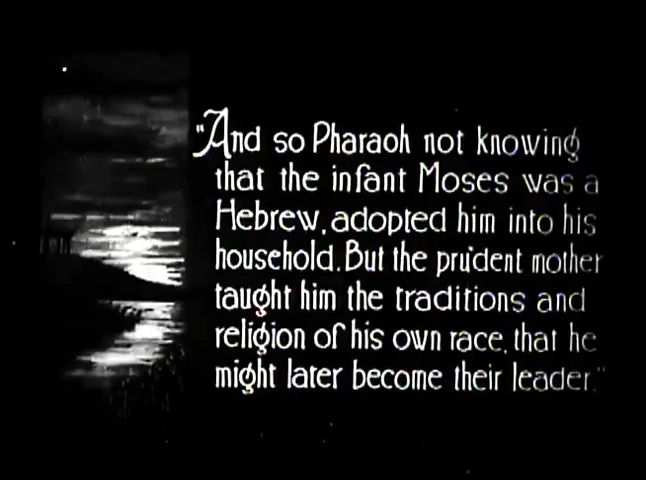 "And so Pharaoh not knowing
that the infant Moses was a
Hebrew, adopted him into his
household. But the prudent mother
taught him the traditions and
religion of his own race, that he
might later become their leader."